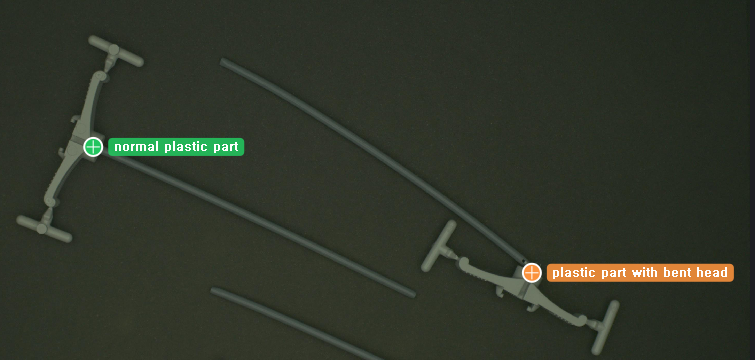 normal plastic part
plastic part with bent head